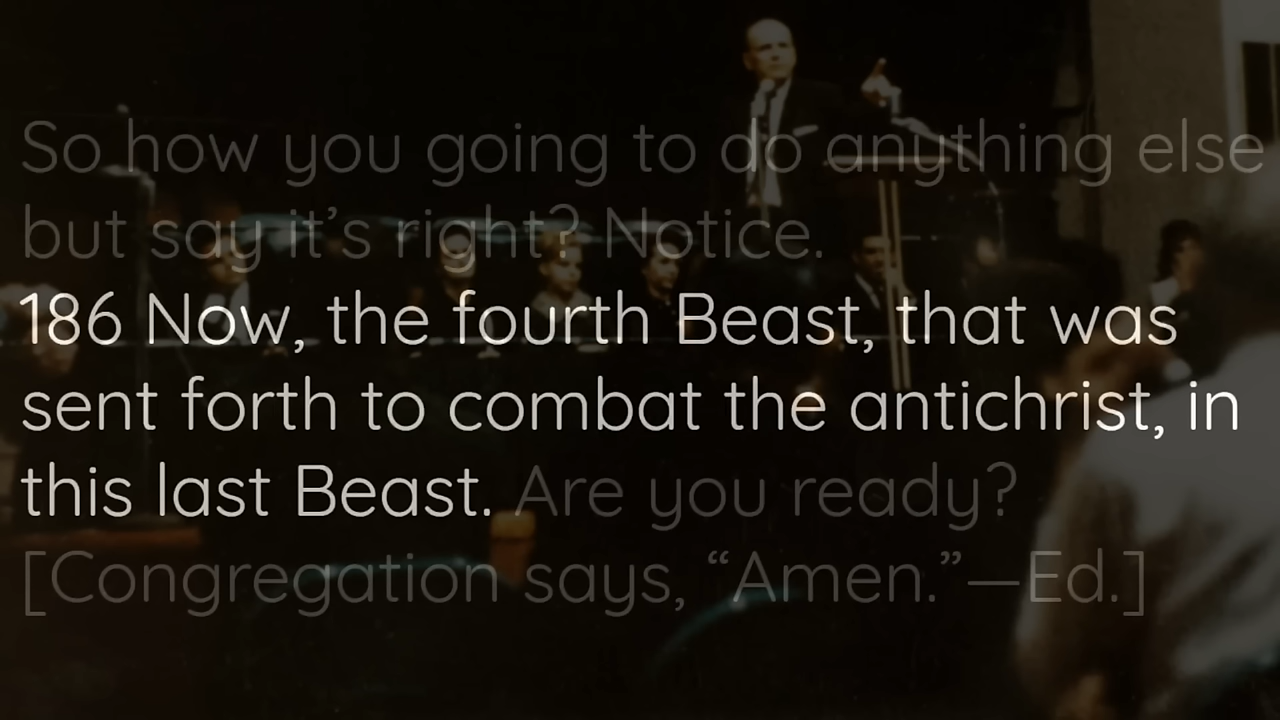 So how you going to do anything else
but say it’s right? Notice.
186 Now, the fourth Beast, that was
sent forth to combat the antichrist, in
this last Beast. Are you ready?
[Congregation says, “Amen.”—Ed.]